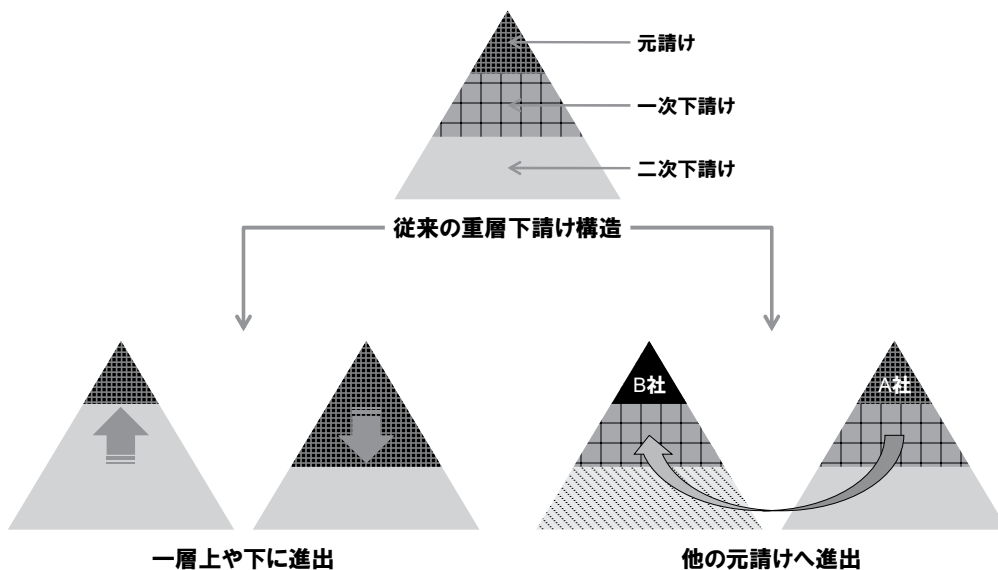 元請け
一次下請け
二次下請け
従来の重層下請け構造
B社
A社
一層上や下に進出
他の元請けへ進出